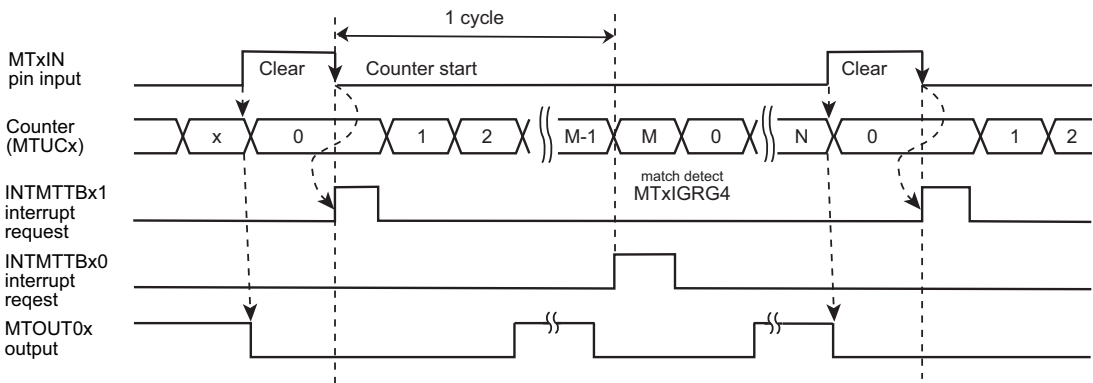 1 cycle
MTxIN
pin input
Clear
Counter start
Clear
Counter
(MTUCx)
x
0
1
2
M-1
M
0
N
0
1
2
match detect
MTxIGRG4
INTMTTBx1
interrupt
request
INTMTTBx0
interrupt
reqest
MTOUT0x
output